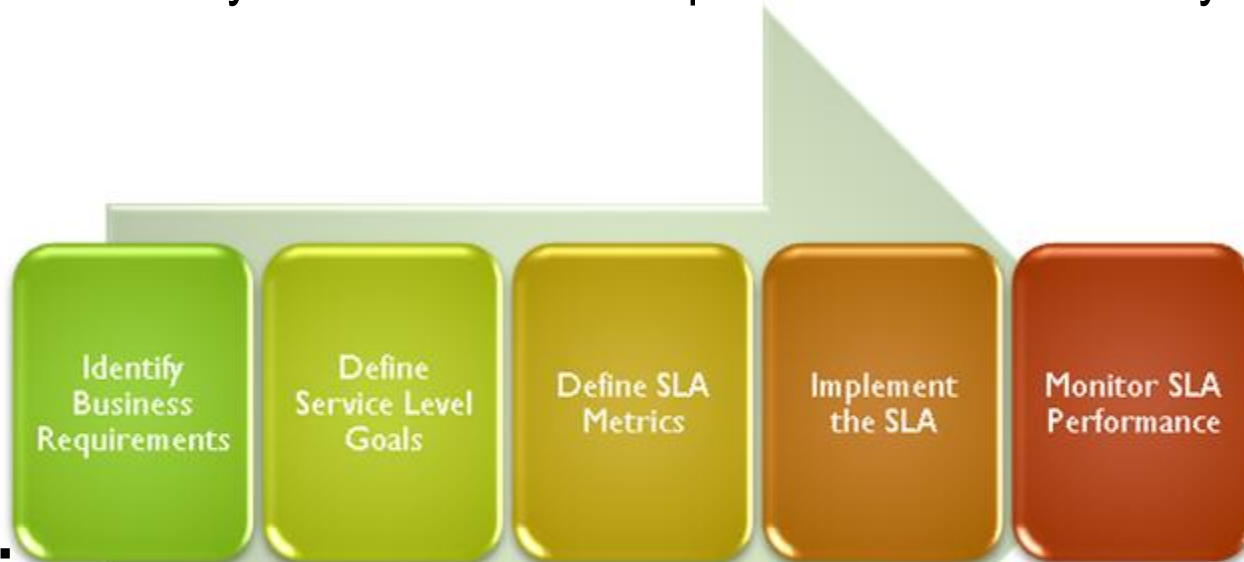 Identify
Business
Requirements
Define
Service Level
Goals
Define SLA
Metrics
Implement
the SLA
Monitor SLA
Performance